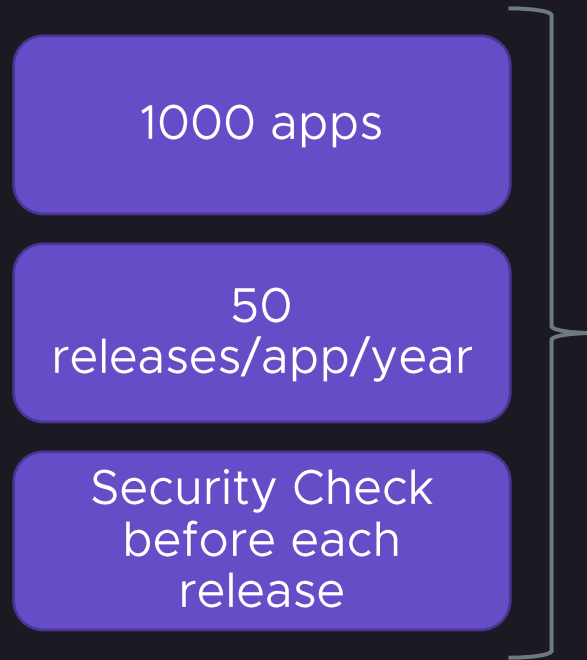 1000 apps
50
releases/app/year
Security Check
before each
release